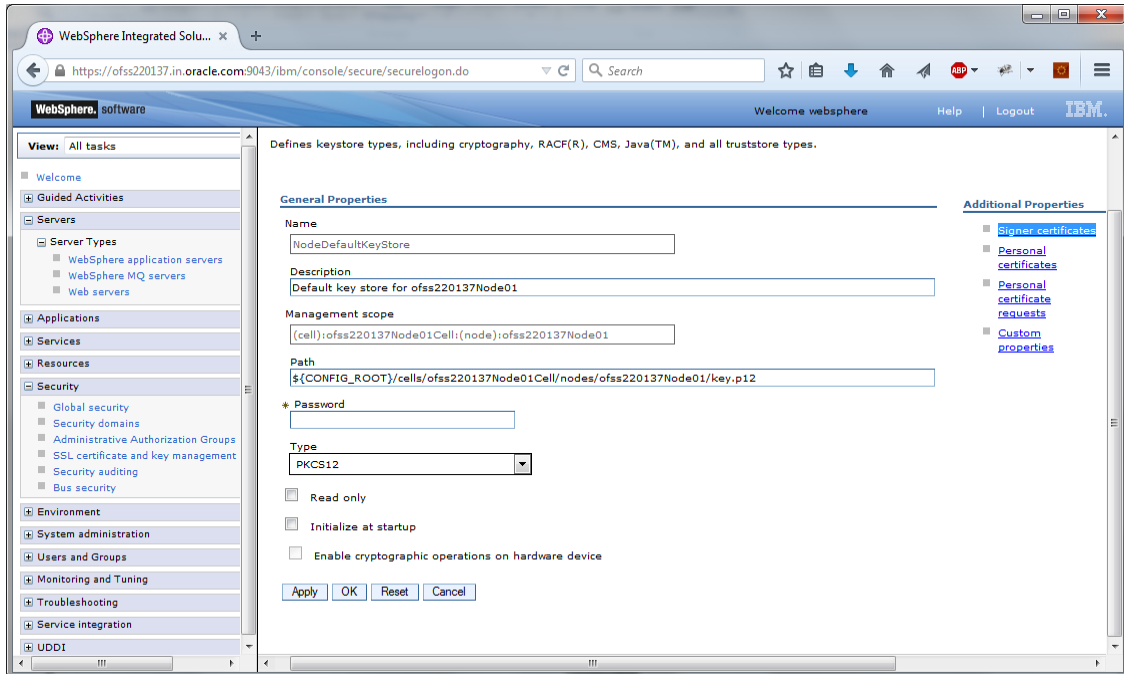 WebSphere Integrated Solu... × +
https://ofss220137.in.oracle.com:9043/ibm/console/secure/securelogon.do
Search
ABP
WebSphere. software
Welcome websphere
Help | Logout
IBM.
View: All tasks
Welcome
Guided Activities
Servers
Server Types
WebSphere application servers
WebSphere MQ servers
Web servers
Applications
Services
Resources
Security
Global security
Security domains
Administrative Authorization Groups
SSL certificate and key management
Security auditing
Bus security
Environment
System administration
Users and Groups
Monitoring and Tuning
Troubleshooting
Service integration
UDDI
Defines keystore types, including cryptography, RACF(R), CMS, Java(TM), and all truststore types.
General Properties
Name
NodeDefaultKeyStore
Description
Default key store for ofss220137Node01
Management scope
(cell):ofss220137Node01Cell:(node):ofss220137Node01
Path
${CONFIG_ROOT}/cells/ofss220137Node01Cell/nodes/ofss220137Node01/key.p12
* Password
Type
PKCS12
Read only
Initialize at startup
Enable cryptographic operations on hardware device
Apply OK Reset Cancel
Additional Properties
Signer certificates
Personal
certificates
Personal
certificate
requests
Custom
properties